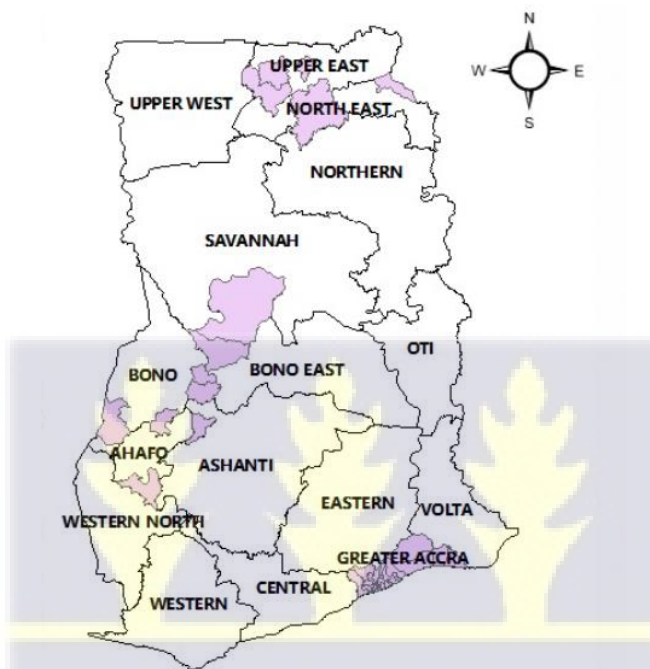 N
W E
S
UPPER EAST
UPPER WEST
NORTH EAST
NORTHERN
SAVANNAH
OTI
BONO
BONO EAST
AHAFO
ASHANTI
EASTERN
VOLTA
WESTERN NORTH
GREATER ACCRA
CENTRAL
WESTERN